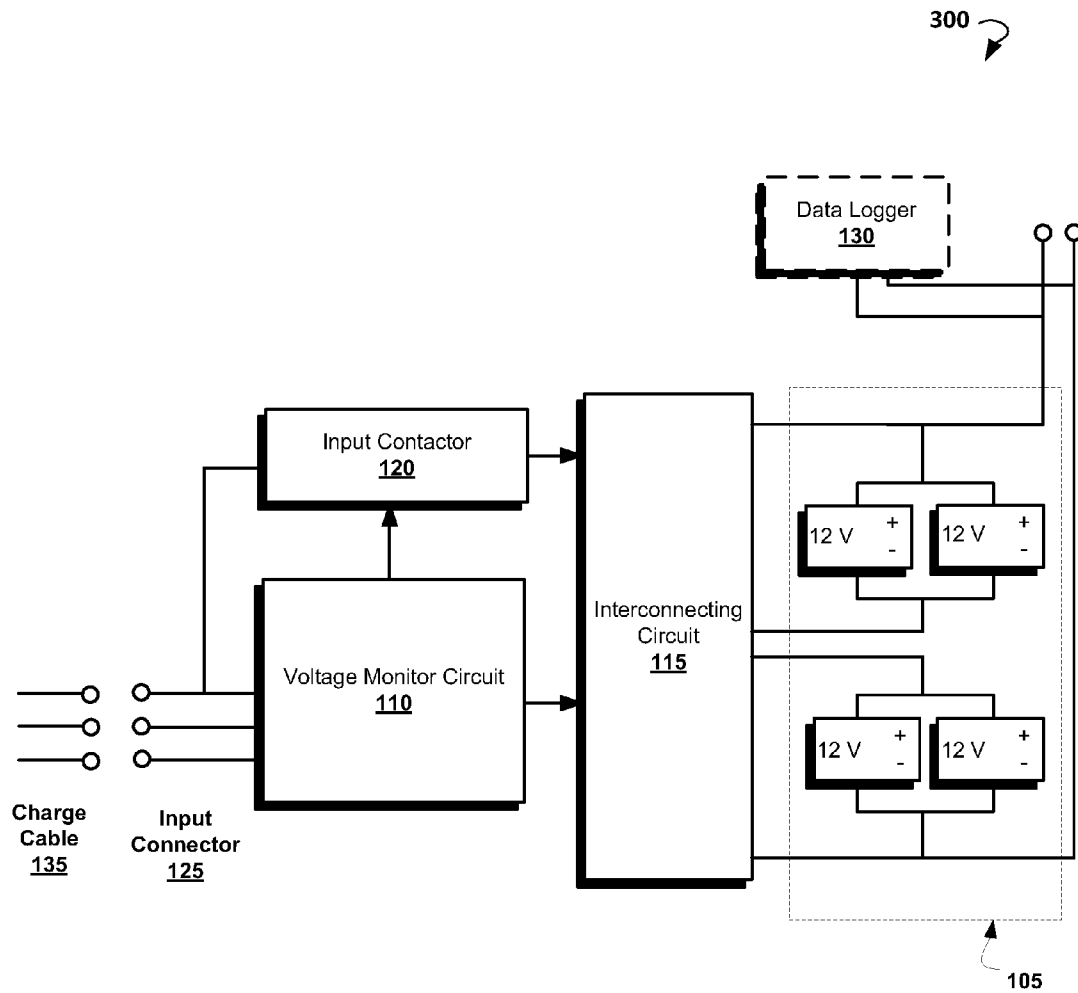 300
Data Logger
130
Input Contactor
120
12 V
+
-
12 V
+
-
Interconnecting
Circuit
115
Voltage Monitor Circuit
110
12 V
+
-
12 V
+
-
Charge
Cable
135
Input
Connector
125
105